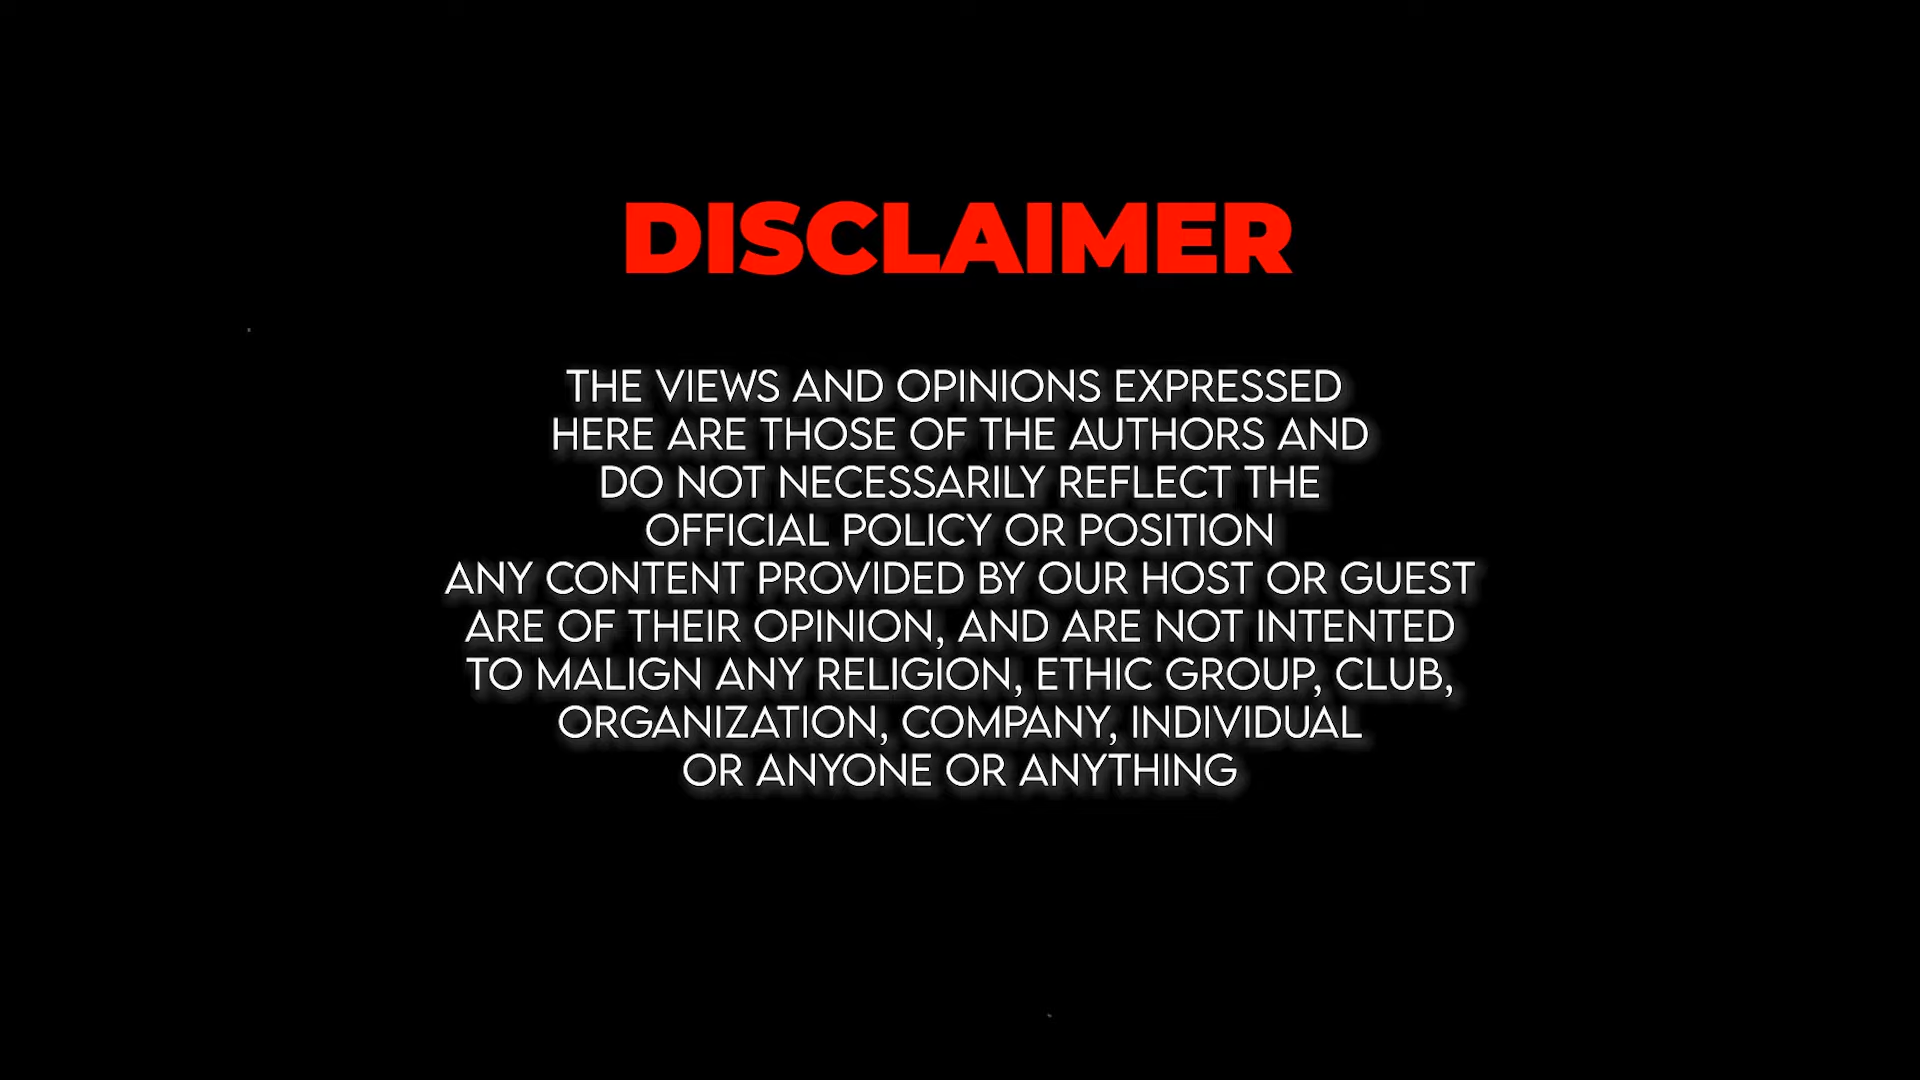 DISCLAIMER
THE VIEWS AND OPINIONS EXPRESSED
HERE ARE THOSE OF THE AUTHORS AND
DO NOT NECESSARILY REFLECT THE
OFFICIAL POLICY OR POSITION
ANY CONTENT PROVIDED BY OUR HOST OR GUEST
ARE OF THEIR OPINION, AND ARE NOT INTENTED
TO MALIGN ANY RELIGION, ETHIC GROUP, CLUB,
ORGANIZATION, COMPANY, INDIVIDUAL
OR ANYONE OR ANYTHING